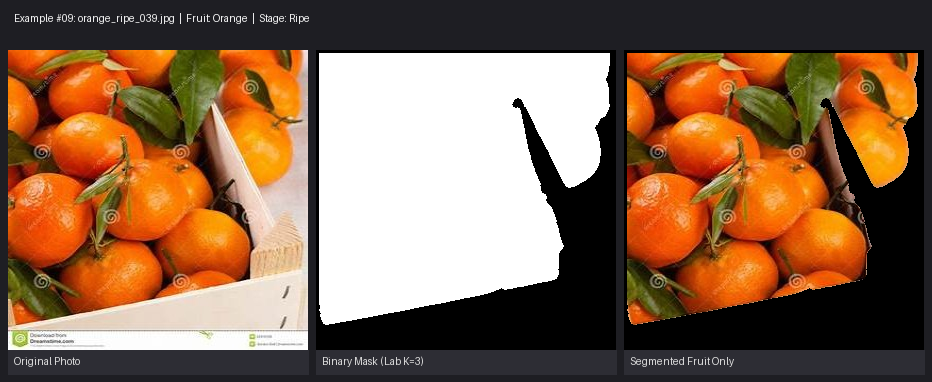 Example #09: orange_ripe_039.jpg | Fruit: Orange | Stage: Ripe
Download from
Dreamstime.com
Original Photo
Binary Mask (Lab K=3)
Segmented Fruit Only